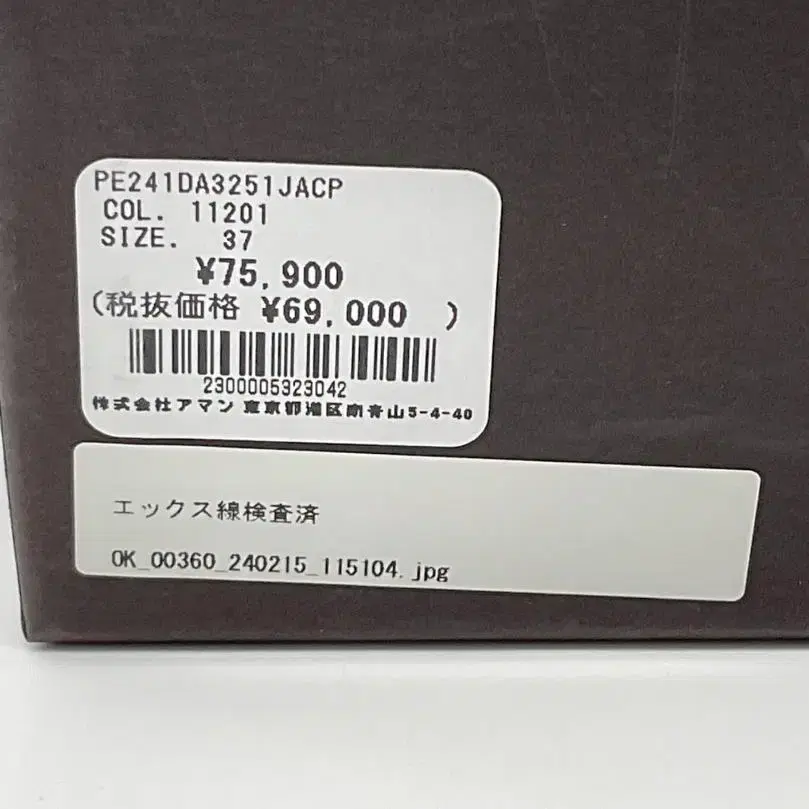 PE241DA3251JACP
COL. 11201
SIZE. 37
¥75,900
(税抜価格 ¥69,000 )
2300005323042
株式会社アマン 東京都港区南青山5-4-40
エックス線検査済
OK_00360_240215_115104.jpg